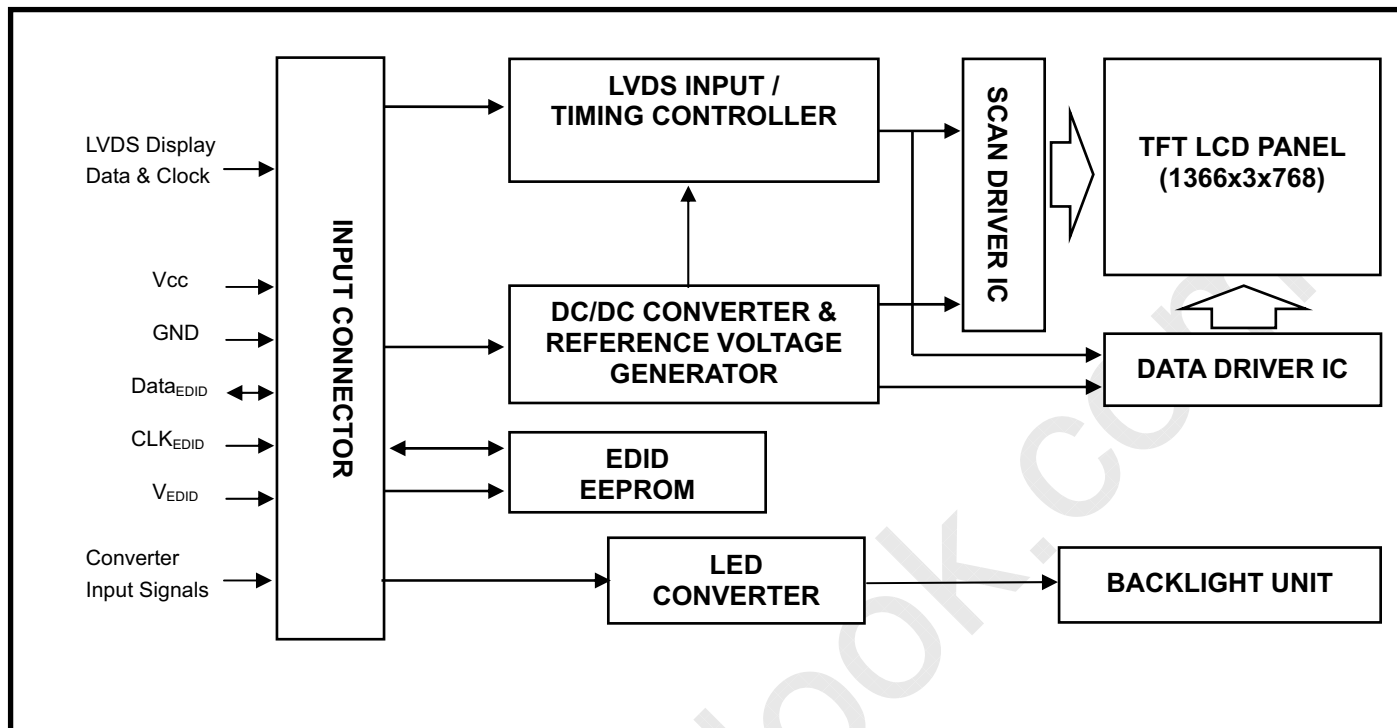 LVDS Display
Data & Clock
Vcc
GND
DataEDID
CLKEDID
VEDID
Converter
Input Signals
INPUT CONNECTOR
LVDS INPUT /
TIMING CONTROLLER
DC/DC CONVERTER &
REFERENCE VOLTAGE
GENERATOR
EDID
EEPROM
LED
CONVERTER
SCAN DRIVER IC
TFT LCD PANEL
(1366x3x768)
DATA DRIVER IC
BACKLIGHT UNIT
ook.com